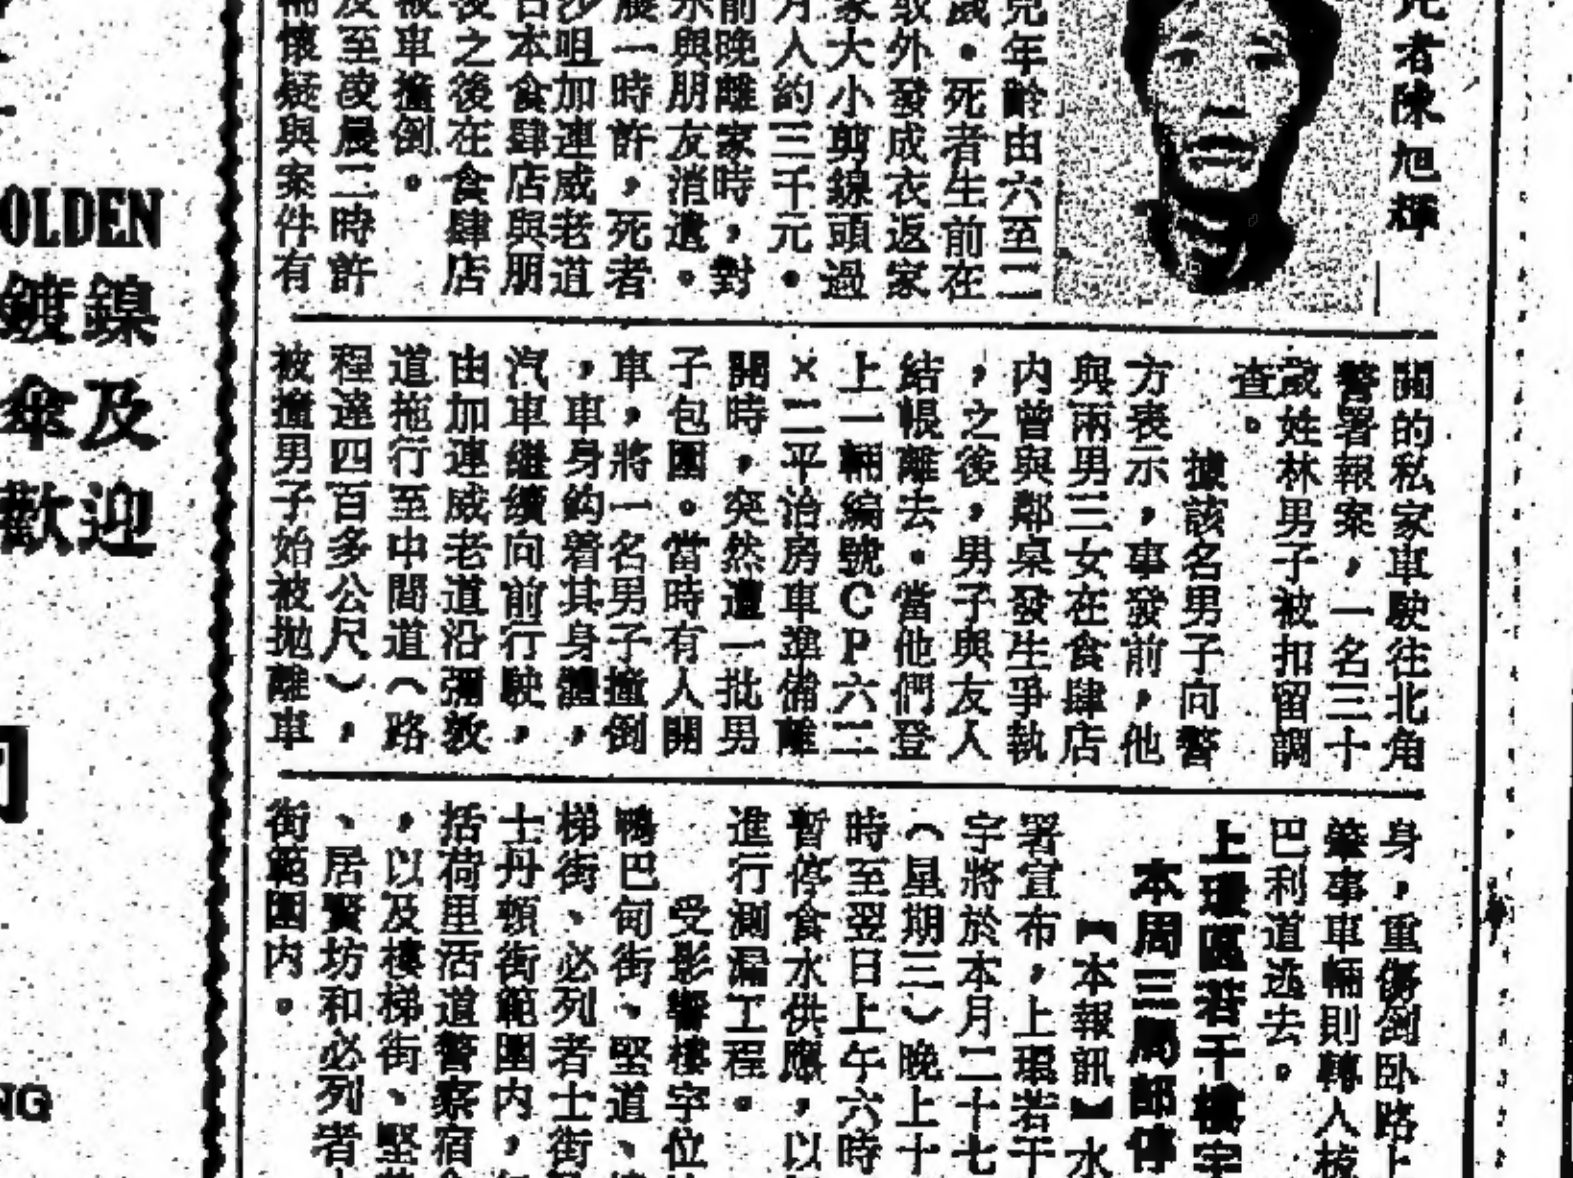 死者陳旭輝
兒年齡由六至二
歲。死者生前在
或外發成衣返家
家大小剪線頭過
月人約三千元。
前晚離家時，對
示與朋友消遣。
晨一時許，死者
沙咀加連威老道
日本食肆店與朋
後之後在食肆店
被車撞倒。
及至凌晨二時許
懷疑與案件有
關的私家車駛往北角
警署報案，一名三十
歲姓林男子被扣留調
查。
據該名男子向警
方表示，事發前，他
與兩男三女在食肆店
内曾與鄰桌發生爭執
，之後，男子與友人
結帳離去。當他們登
上一輛編號CP六二
×二平治房車準備離
開時，突然遭一批男
子包圍。當時有人開
車，將一名男子撞倒
，車身鈎着其身體，
汽車繼續向前行駛，
由加連威老道沿彌敦
道拖行至中間道（路
程達四百多公尺），
被撞男子始被拋離車
身，重傷倒卧路上
肇事車輛則轉入梳
巴利道逃去。
上環區若干樓宇
本周三局部停
【本報訊】水
署宣布，上環若干
宇將於本月二十七
（星期三）晚上十
時至翌日上午六時
暫停食水供應，以
進行測漏工程。
受影響樓宇位
鴨巴甸街、堅道、
梯街、必列者士街
士丹頓街範圍内，
括荷里活道警察宿
，以及樓梯街、堅
、居賢坊和必列者
街範圍内。
OLDEN
鍍鎳
傘及
歡迎
NG